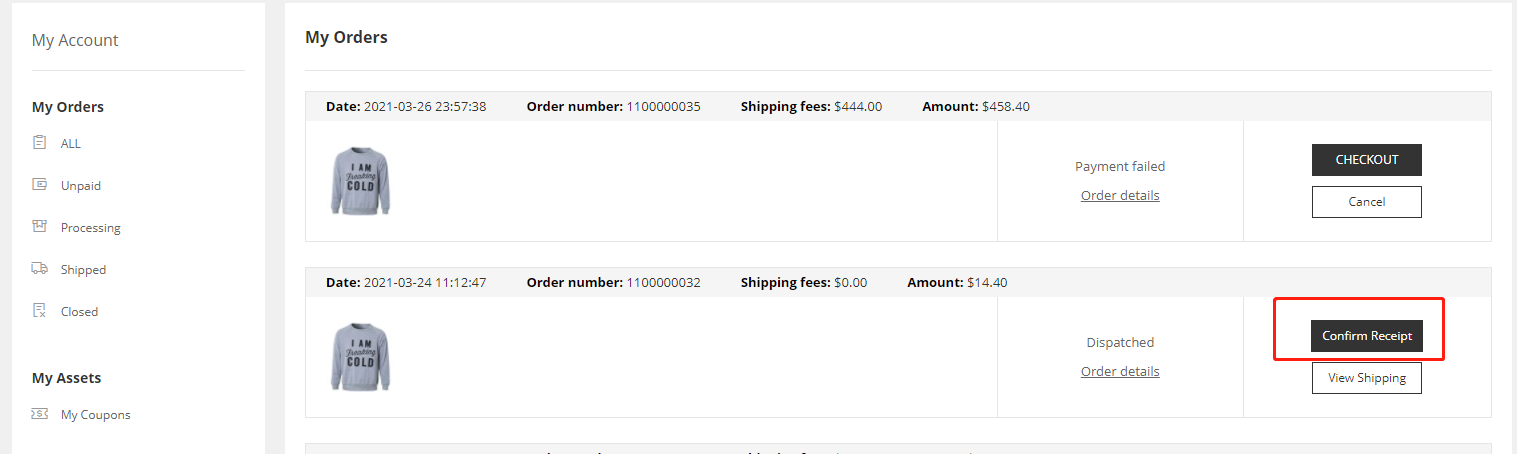 My Account
My Orders
ALL
Unpaid
Processing
Shipped
Closed
My Assets
My Coupons
My Orders
Date: 2021-03-26 23:57:38 Order number: 1100000035 Shipping fees: $444.00 Amount: $458.40
I AM
Freaking
COLD
Payment failed
Order details
CHECKOUT
Cancel
Date: 2021-03-24 11:12:47 Order number: 1100000032 Shipping fees: $0.00 Amount: $14.40
I AM
Freaking
COLD
Dispatched
Order details
Confirm Receipt
View Shipping